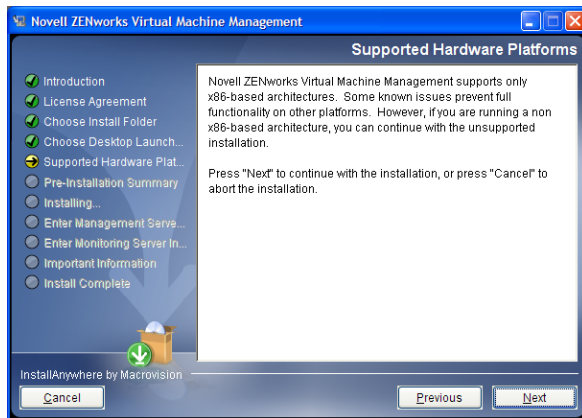 Novell ZENworks Virtual Machine Management
Supported Hardware Platforms
Introduction
License Agreement
Choose Install Folder
Choose Desktop Launch...
Supported Hardware Plat...
Pre-Installation Summary
Installing...
Enter Management Serve...
Enter Monitoring Server In...
Important Information
Install Complete
Novell ZENworks Virtual Machine Management supports only
x86-based architectures.  Some known issues prevent full
functionality on other platforms.  However, if you are running a non
x86-based architecture, you can continue with the unsupported
installation.
Press "Next" to continue with the installation, or press "Cancel" to
abort the installation.
InstallAnywhere by Macrovision
Cancel
Previous
Next